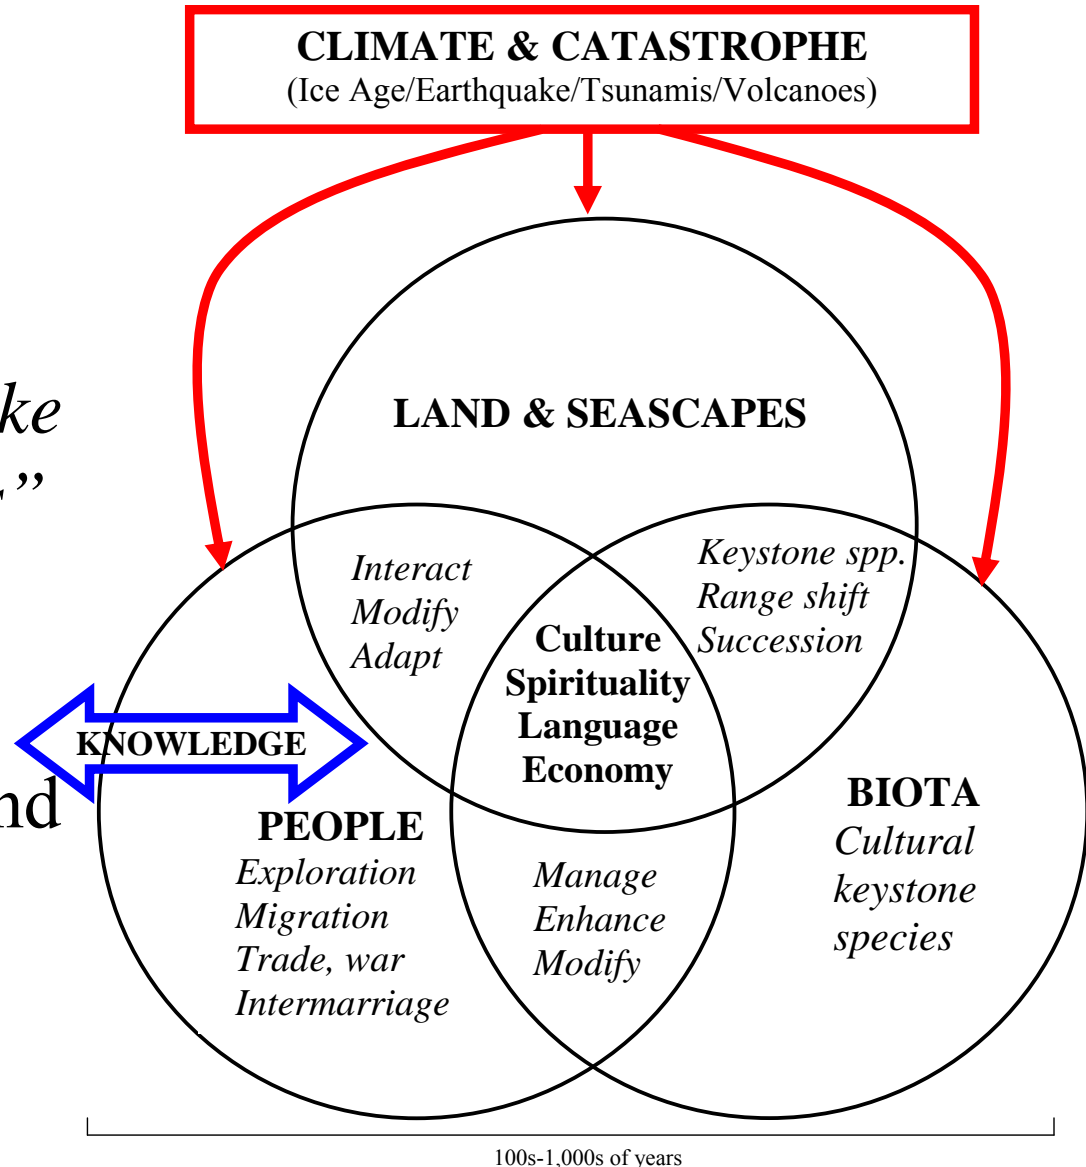 CLIMATE & CATASTROPHE
(Ice Age/Earthquake/Tsunamis/Volcanoes)
LAND & SEASCAPES
Interact
Modify
Adapt
Keystone spp.
Range shift
Succession
Culture
Spirituality
Language
Economy
KNOWLEDGE
PEOPLE
Exploration
Migration
Trade, war
Intermarriage
Manage
Enhance
Modify
BIOTA
Cultural
keystone
species
100s-1,000s of years